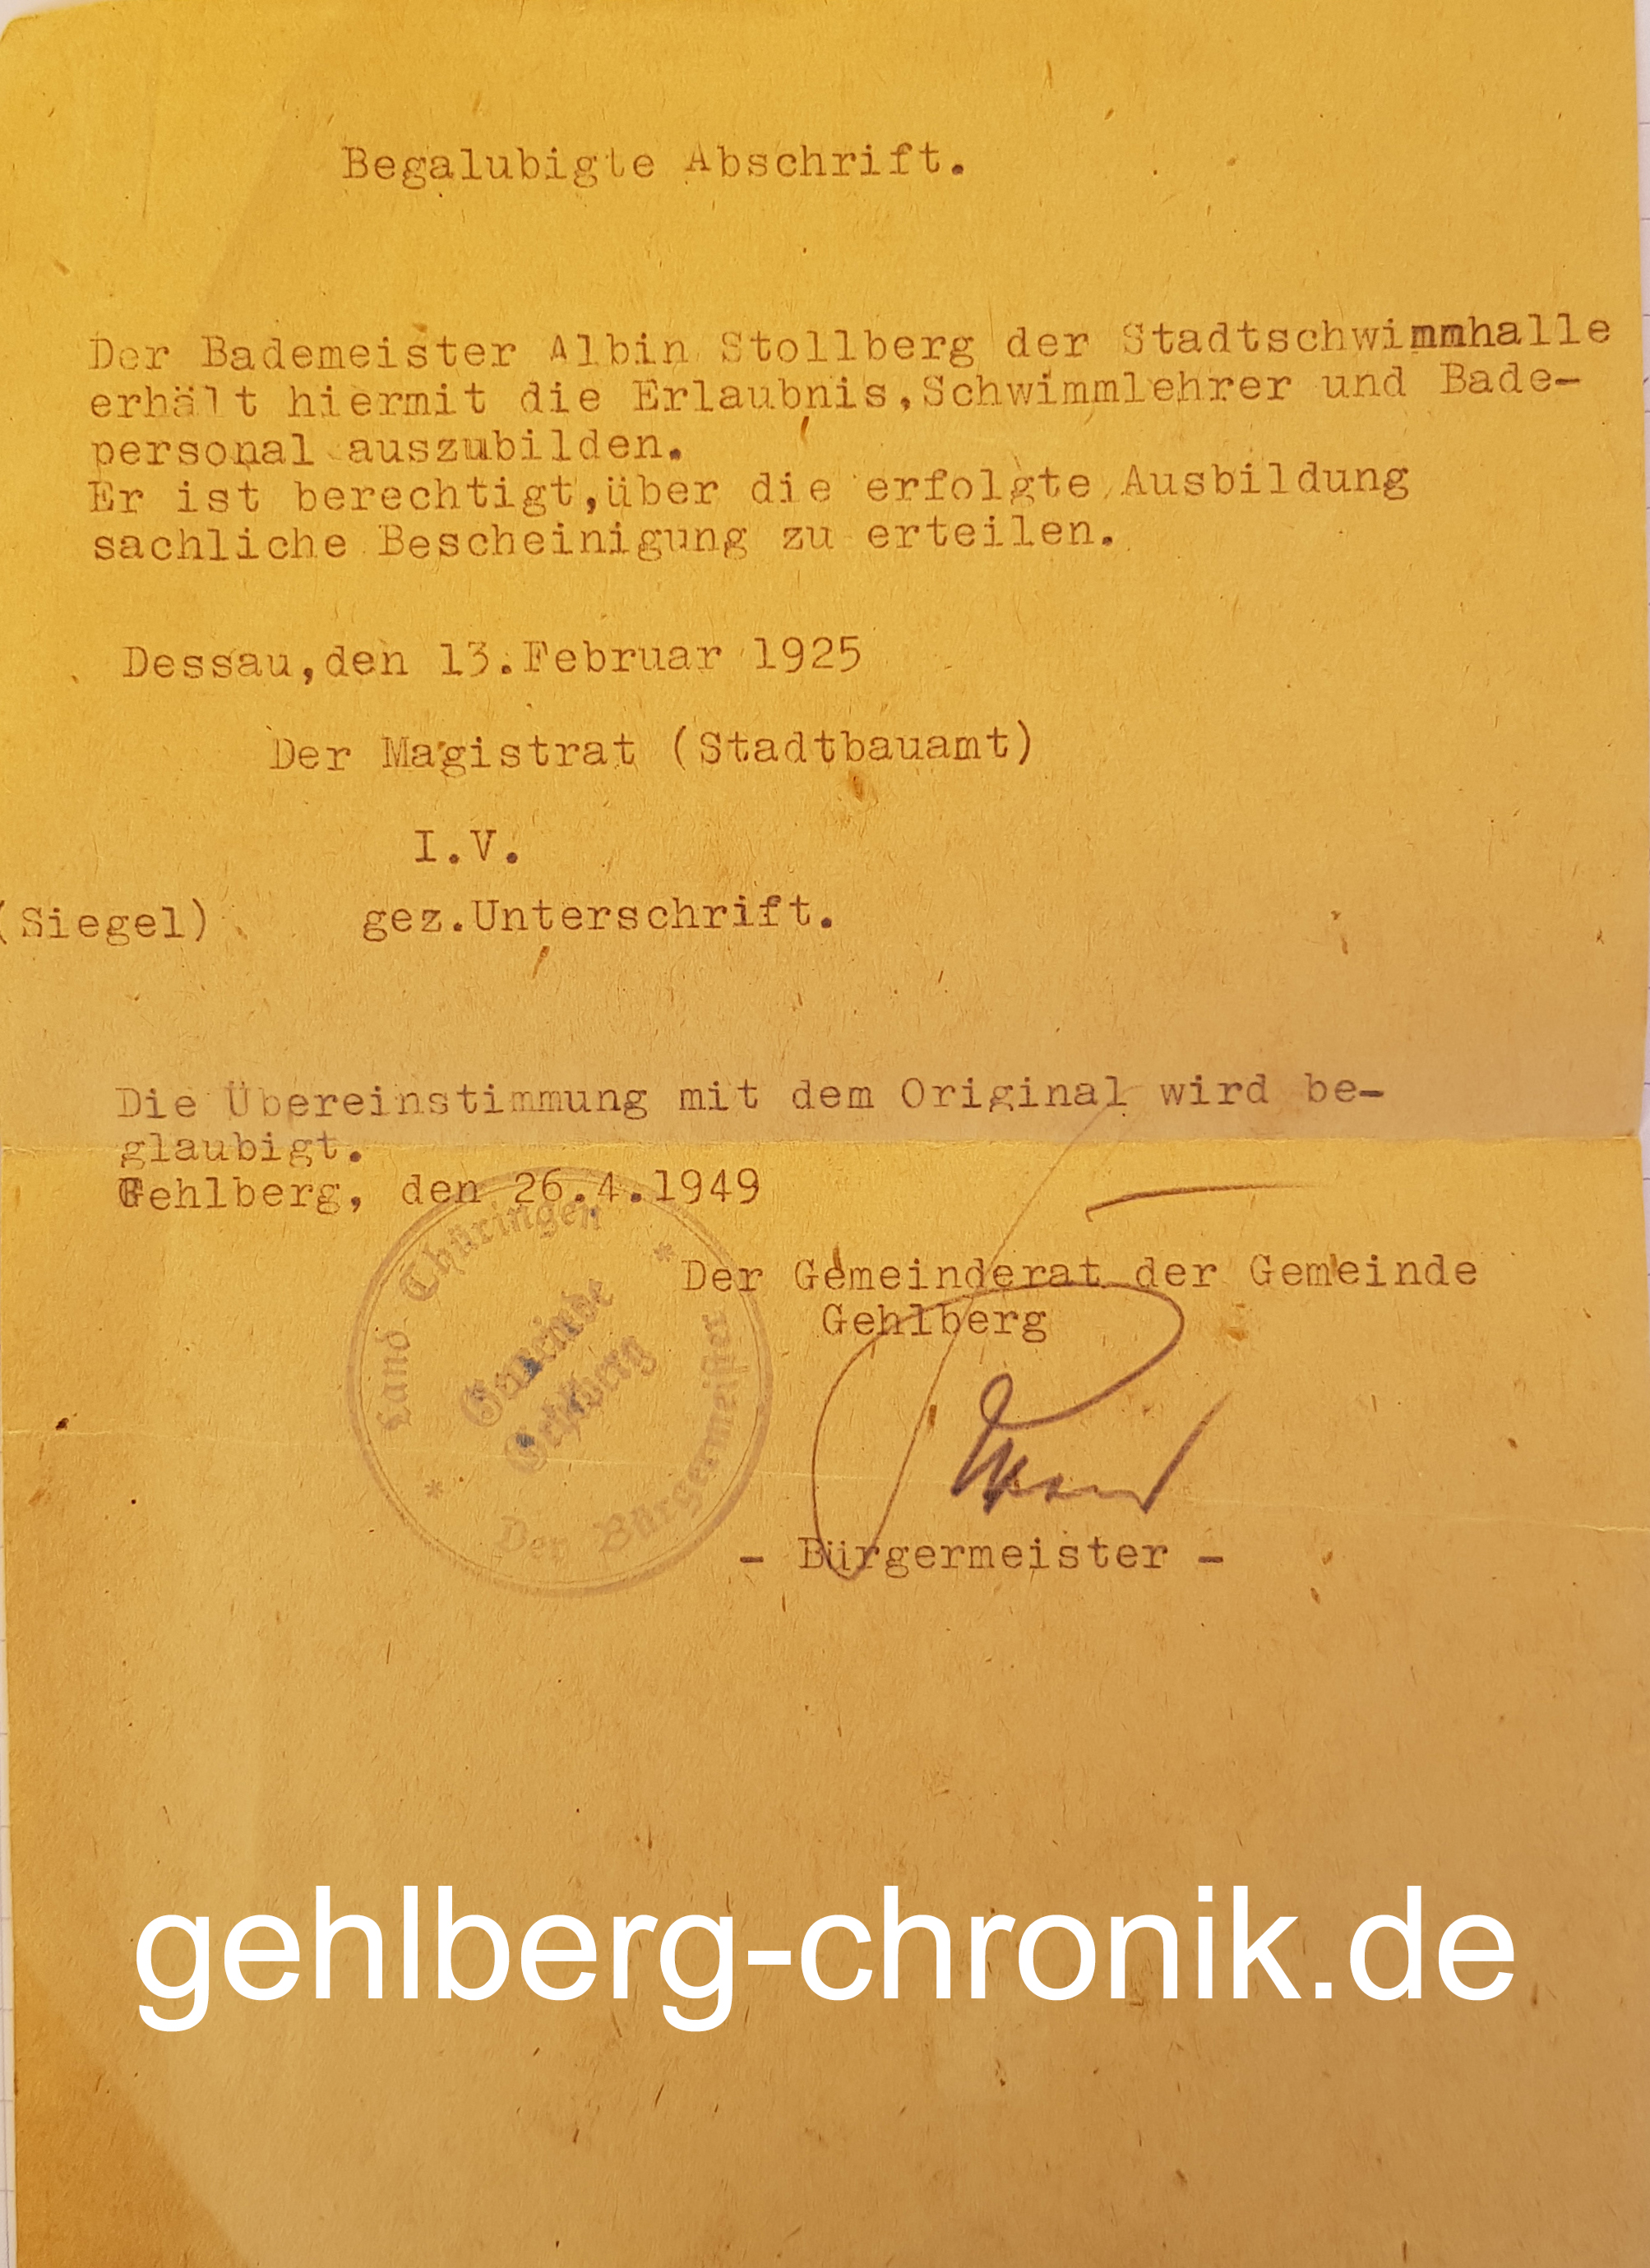 Begalubigte Abschrift.
Der Bademeister Albin Stollberg der Stadtschwimmhalle
erhält hiermit die Erlaubnis,Schwimmlehrer und Bade-
personal auszubilden.
Er ist berechtigt,über die erfolgte Ausbildung
sachliche Bescheinigung zu erteilen.
Dessau,den 13.Februar 1925
Der Magistrat (Stadtbauamt)
I.V.
(Siegel) gez.Unterschrift.
Die Übereinstimmung mit dem Original wird be-
glaubigt.
Gehlberg, den 26.4.1949
Land Thüringen
Gemeinde
Gehlberg
* Der Bürgermeister *
Der Gemeinderat der Gemeinde
Gehlberg
- Bürgermeister -
gehlberg-chronik.de